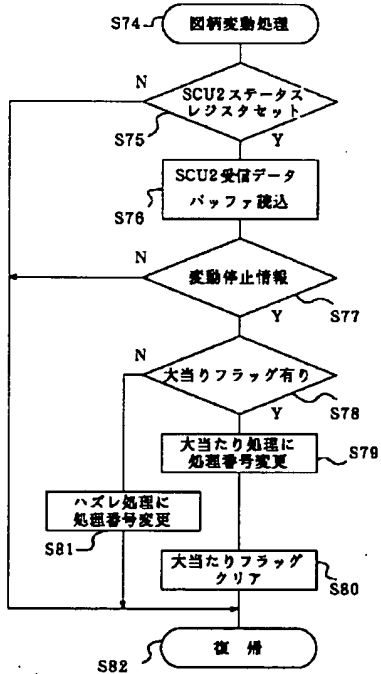 S74
図柄変動処理
N
SCU2ステータス
レジスタセット
S75
Y
SCU2受信データ
バッファ読込
S76
N
変動停止情報
S77
Y
N
大当りフラッグ有り
S78
Y
大当たり処理に
処理番号変更
S79
ハズレ処理に
処理番号変更
S81
大当たりフラッグ
クリア
S80
復帰
S82